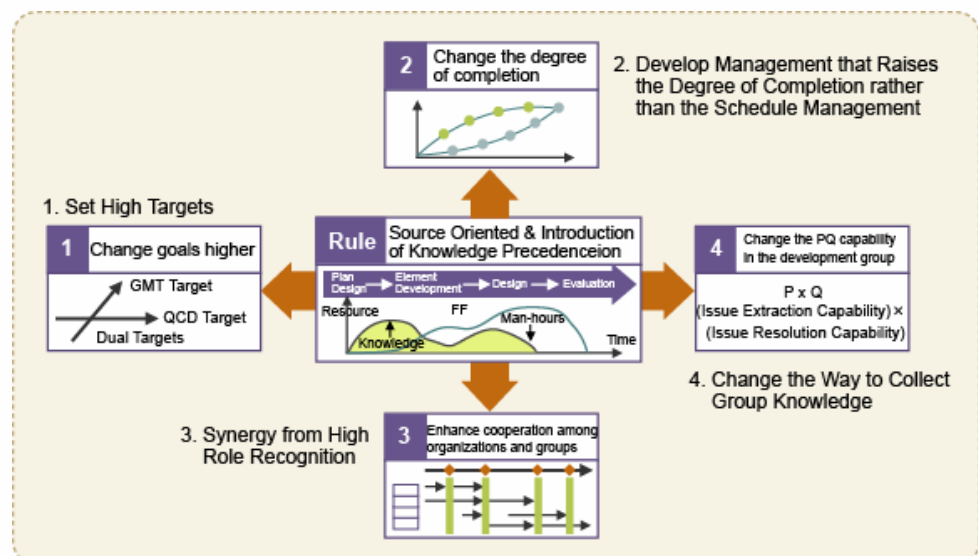 2
Change the degree
of completion
2. Develop Management that Raises
the Degree of Completion rather
than the Schedule Management
1. Set High Targets
1
Change goals higher
GMT Target
QCD Target
Dual Targets
Rule
Source Oriented & Introduction
of Knowledge Precedenceion
Plan
Design
Element
Development
Design
Evaluation
Resource
FF
Man-hours
Knowledge
Time
4
Change the PQ capability
in the development group
P x Q
(Issue Extraction Capability) ×
(Issue Resolution Capability)
4. Change the Way to Collect
Group Knowledge
3. Synergy from High
Role Recognition
3
Enhance cooperation among
organizations and groups